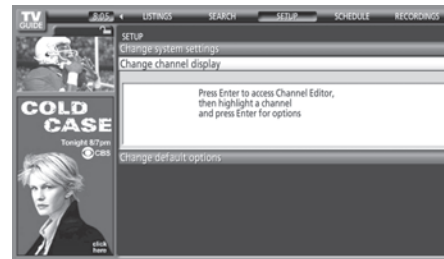 TV
GUIDE
8:05
LISTINGS
SEARCH
SETUP
SCHEDULE
RECORDINGS
SETUP
Change system settings
Change channel display
Press Enter to access Channel Editor,
then highlight a channel
and press Enter for options
Change default options
COLD
CASE
Tonight 8/7pm
CBS
click
here